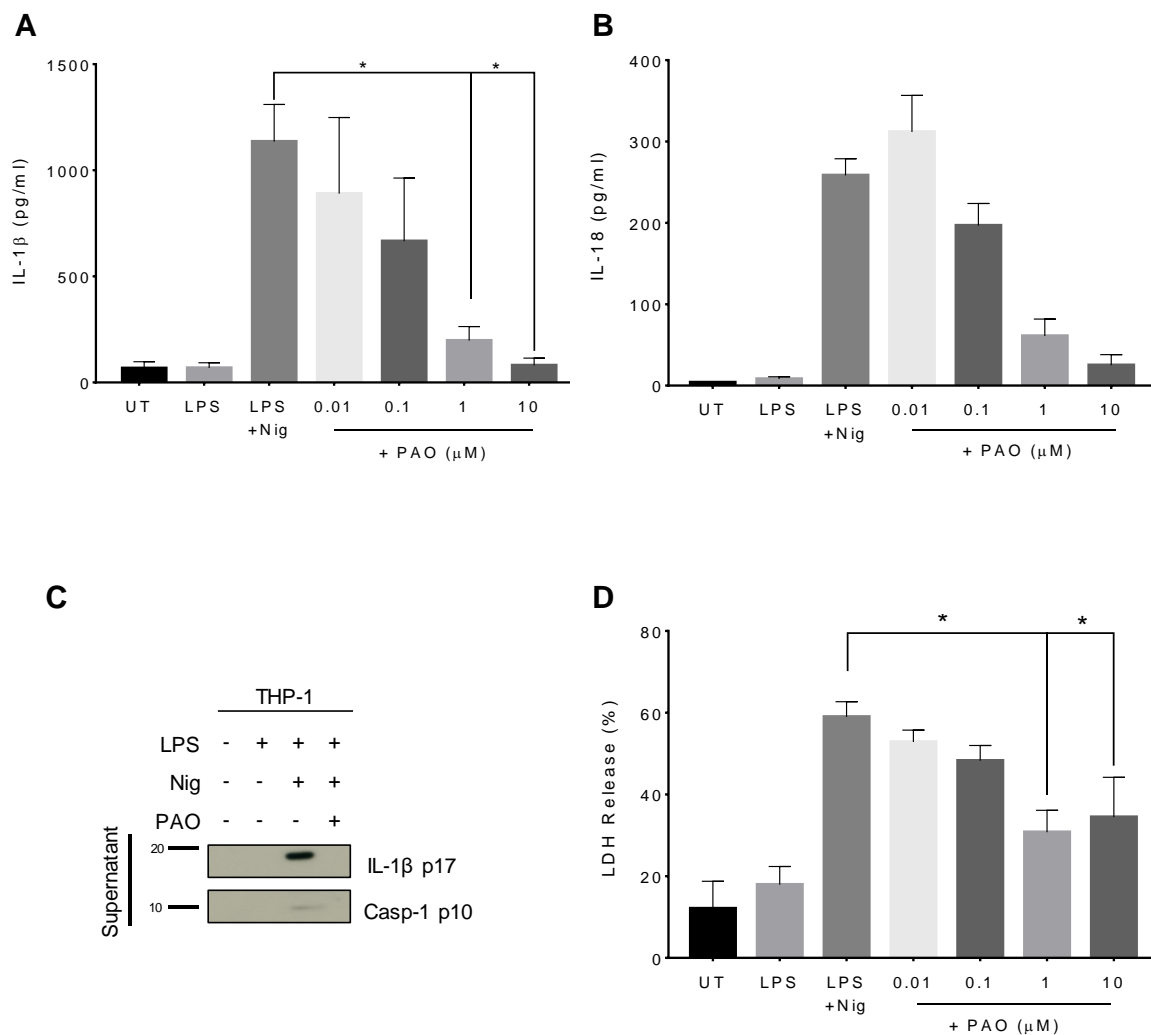 A
*
*
1500
1000
500
0
IL-1β (pg/ml)
UT LPS LPS +Nig 0.01 0.1 1 10
+ PAO (μM)
B
400
300
200
100
0
IL-18 (pg/ml)
UT LPS LPS +Nig 0.01 0.1 1 10
+ PAO (μM)
C
THP-1
LPS - + + +
Nig - - + +
PAO - - - +
Supernatant
20
IL-1β p17
10
Casp-1 p10
D
*
*
80
60
40
20
0
LDH Release (%)
UT LPS LPS +Nig 0.01 0.1 1 10
+ PAO (μM)